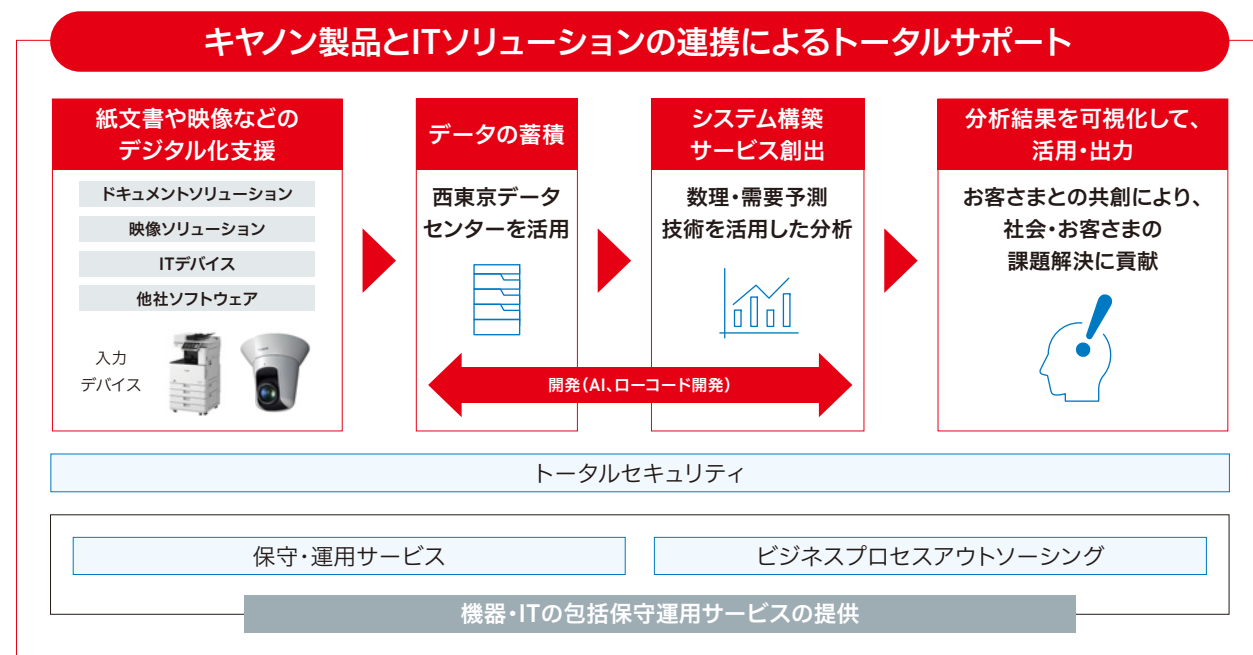 キヤノン製品とITソリューションの連携によるトータルサポート
紙文書や映像などの
デジタル化支援
ドキュメントソリューション
映像ソリューション
ITデバイス
他社ソフトウェア
入力
デバイス
データの蓄積
西東京データ
センターを活用
システム構築
サービス創出
数理・需要予測
技術を活用した分析
開発(AI、ローコード開発)
分析結果を可視化して、
活用・出力
お客さまとの共創により、
社会・お客さまの
課題解決に貢献
トータルセキュリティ
保守・運用サービス
ビジネスプロセスアウトソーシング
機器・ITの包括保守運用サービスの提供